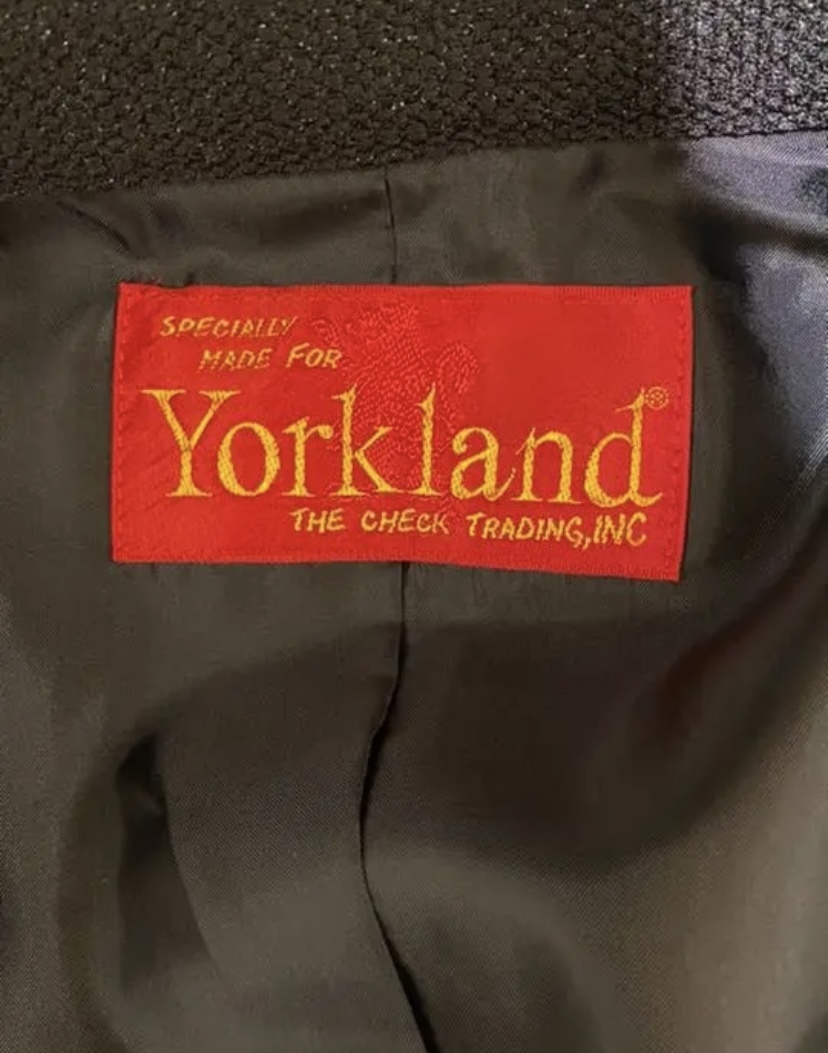 SPECIALLY
MADE FOR
Yorkland®
THE CHECK TRADING,INC